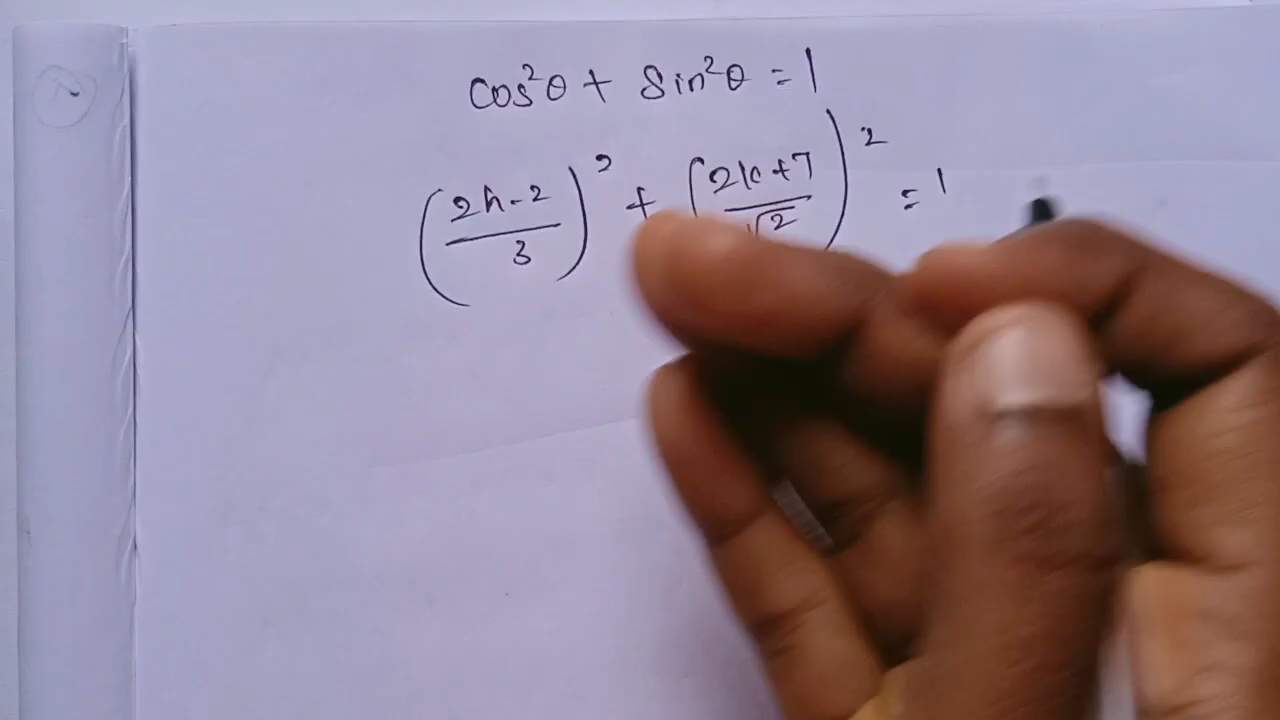 cos²θ + sin²θ = 1
((2h-2)/3)² + ((2k+7)/√2)² = 1